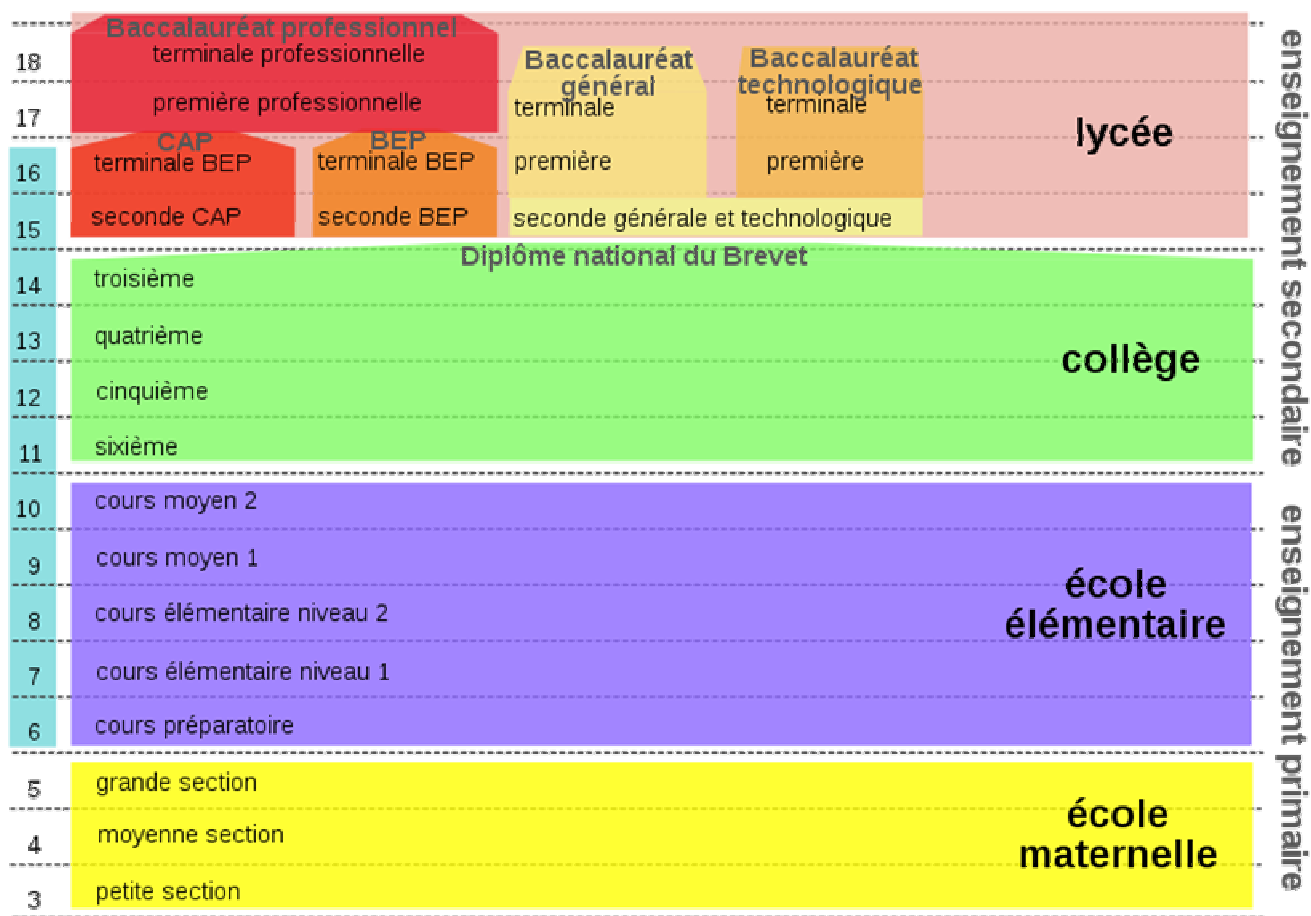 Baccalauréat professionnel
18
terminale professionnelle
Baccalauréat
général
Baccalauréat
technologique
17
première professionnelle
terminale
terminale
lycée
CAP
BEP
16
terminale BEP
terminale BEP
première
première
15
seconde CAP
seconde BEP
seconde générale et technologique
Diplôme national du Brevet
14
troisième
13
quatrième
collège
12
cinquième
11
sixième
enseignement secondaire
10
cours moyen 2
9
cours moyen 1
école
élémentaire
8
cours élémentaire niveau 2
7
cours élémentaire niveau 1
6
cours préparatoire
5
grande section
école
maternelle
4
moyenne section
3
petite section
enseignement primaire